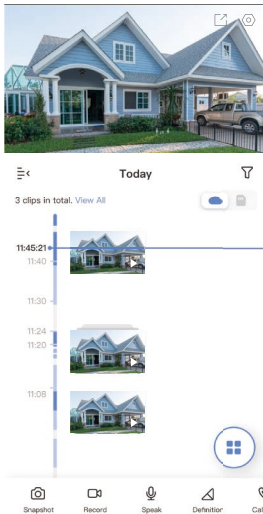 Today
3 clips in total. View All
11:45:21
11:40
11:30
11:24
11:20
11:08
Snapshot
Record
Speak
Definition
Cal